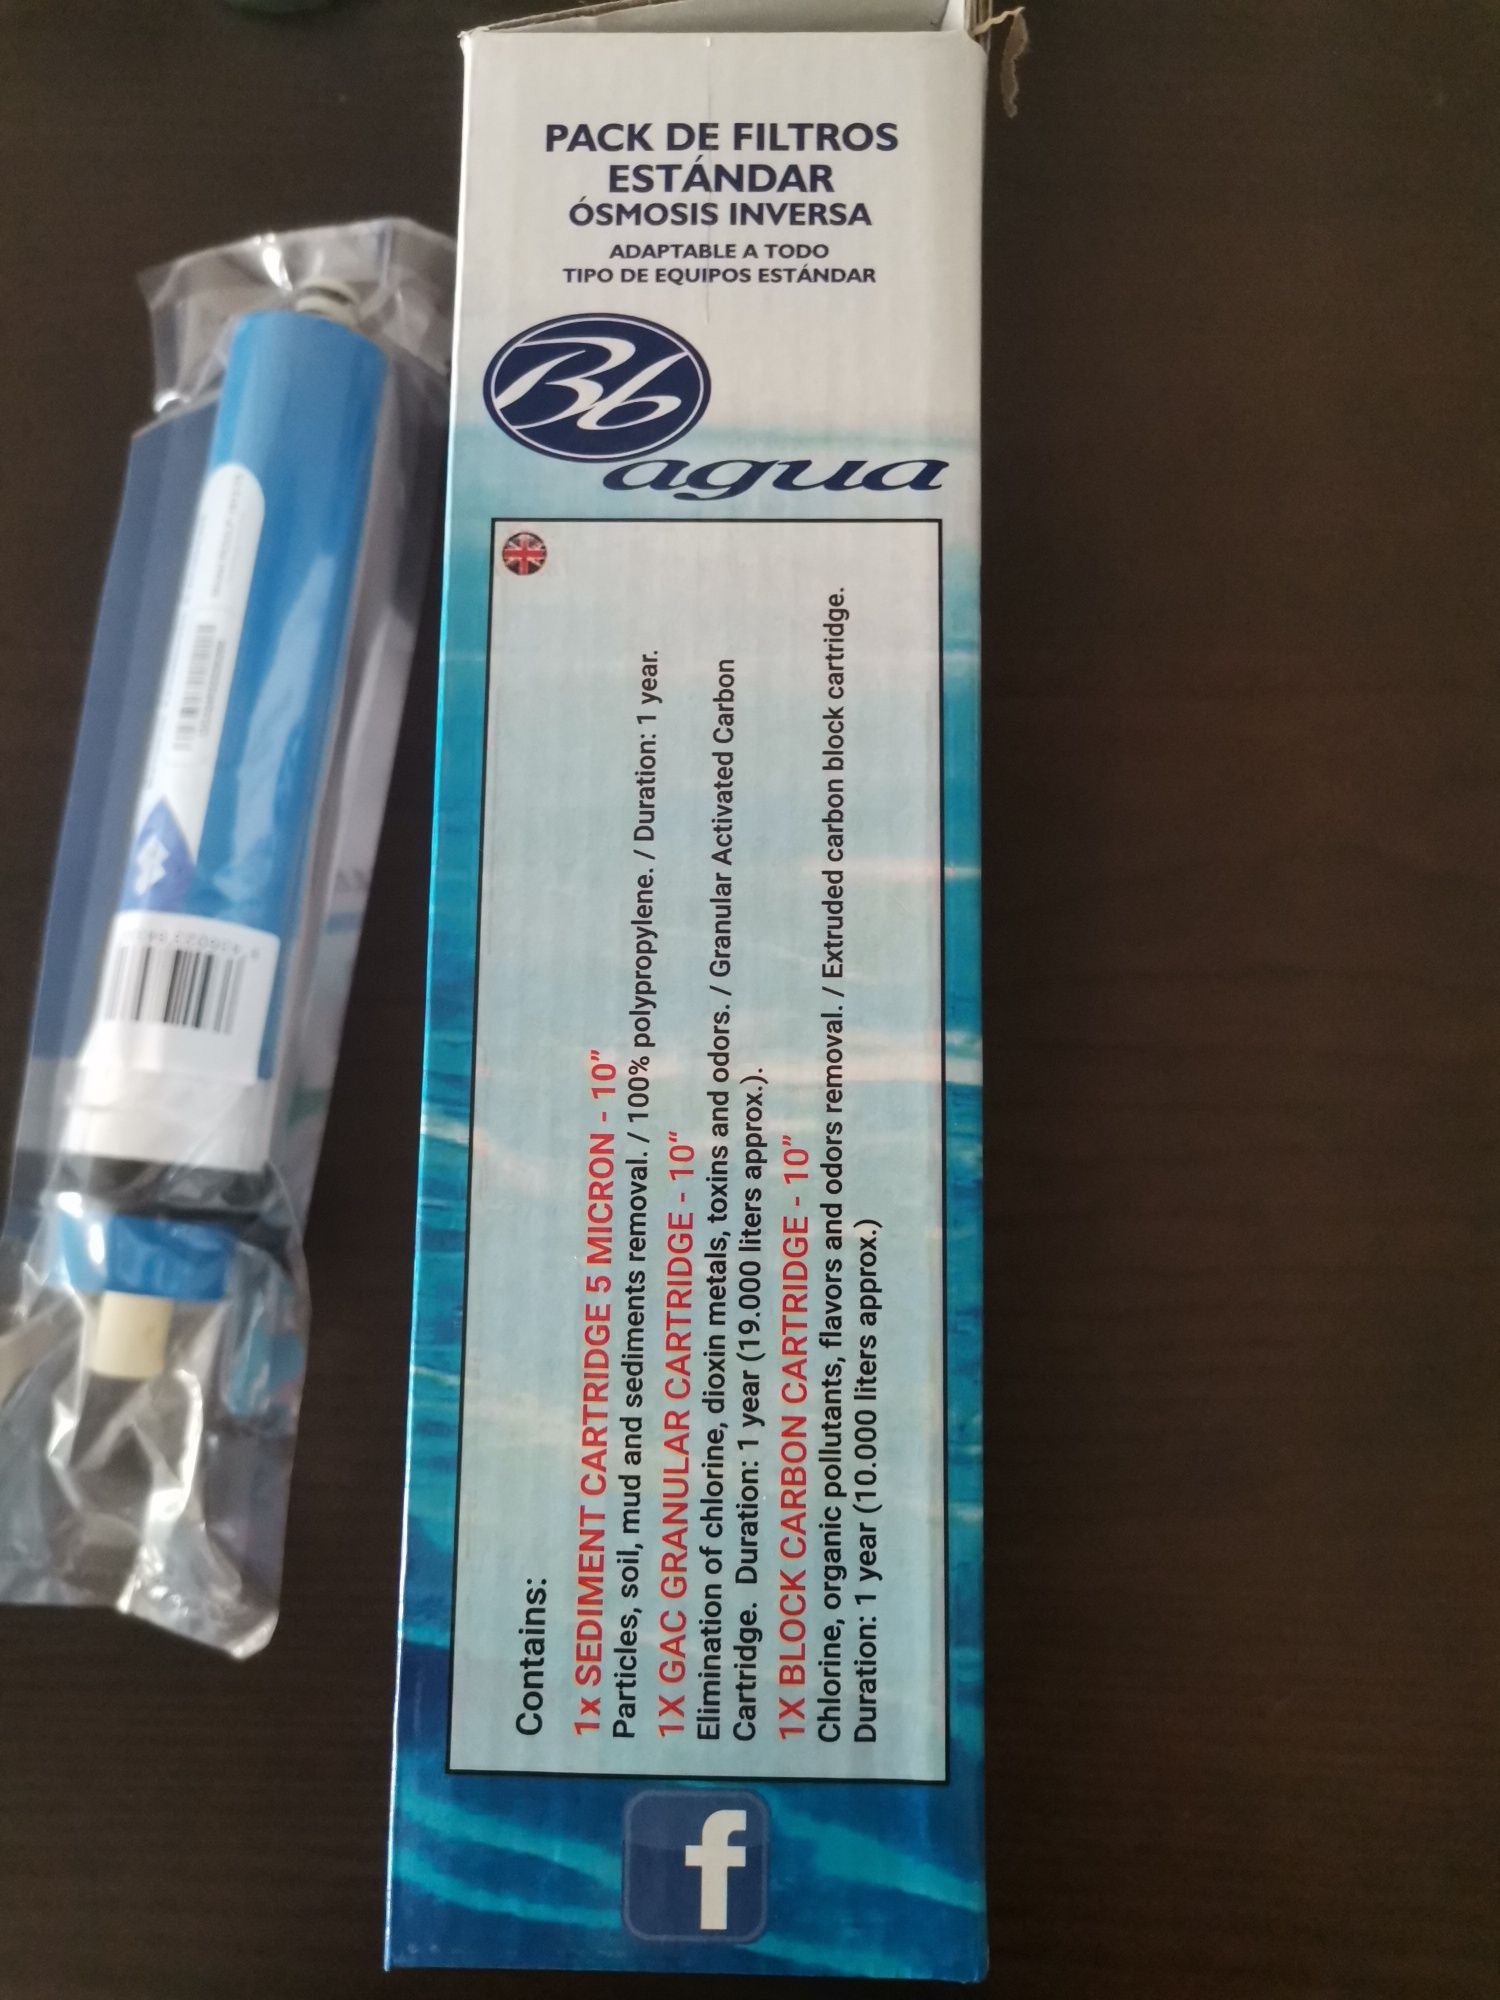 PACK DE FILTROS
ESTÁNDAR
ÓSMOSIS INVERSA
ADAPTABLE A TODO
TIPO DE EQUIPOS ESTÁNDAR
Bb
agua
Contains:
1x SEDIMENT CARTRIDGE 5 MICRON - 10”
Particles, soil, mud and sediments removal. / 100% polypropylene. / Duration: 1 year.
1X GAC GRANULAR CARTRIDGE - 10“
Elimination of chlorine, dioxin metals, toxins and odors. / Granular Activated Carbon
Cartridge. Duration: 1 year (19.000 liters approx.).
1X BLOCK CARBON CARTRIDGE - 10”
Chlorine, organic pollutants, flavors and odors removal. / Extruded carbon block cartridge.
Duration: 1 year (10.000 liters approx.)
f